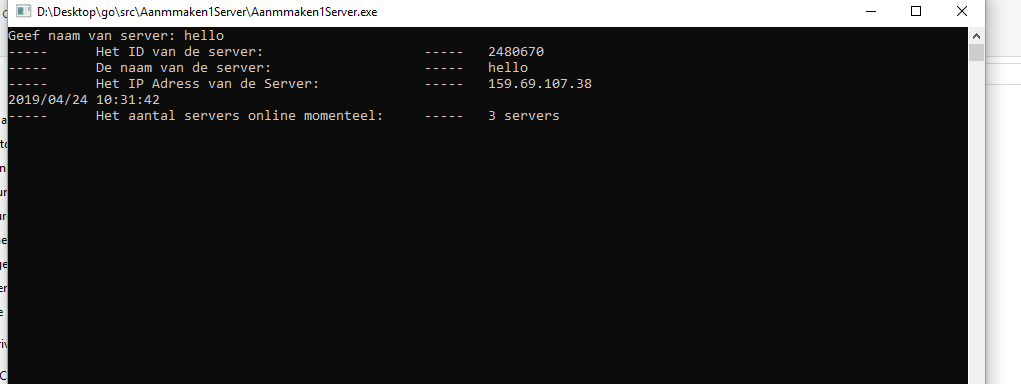 D:\Desktop\go\src\Aanmmaken1Server\Aanmmaken1Server.exe
Geef naam van server: hello
----- Het ID van de server: ----- 2480670
----- De naam van de server: ----- hello
----- Het IP Adress van de Server: ----- 159.69.107.38
2019/04/24 10:31:42
----- Het aantal servers online momenteel: ----- 3 servers